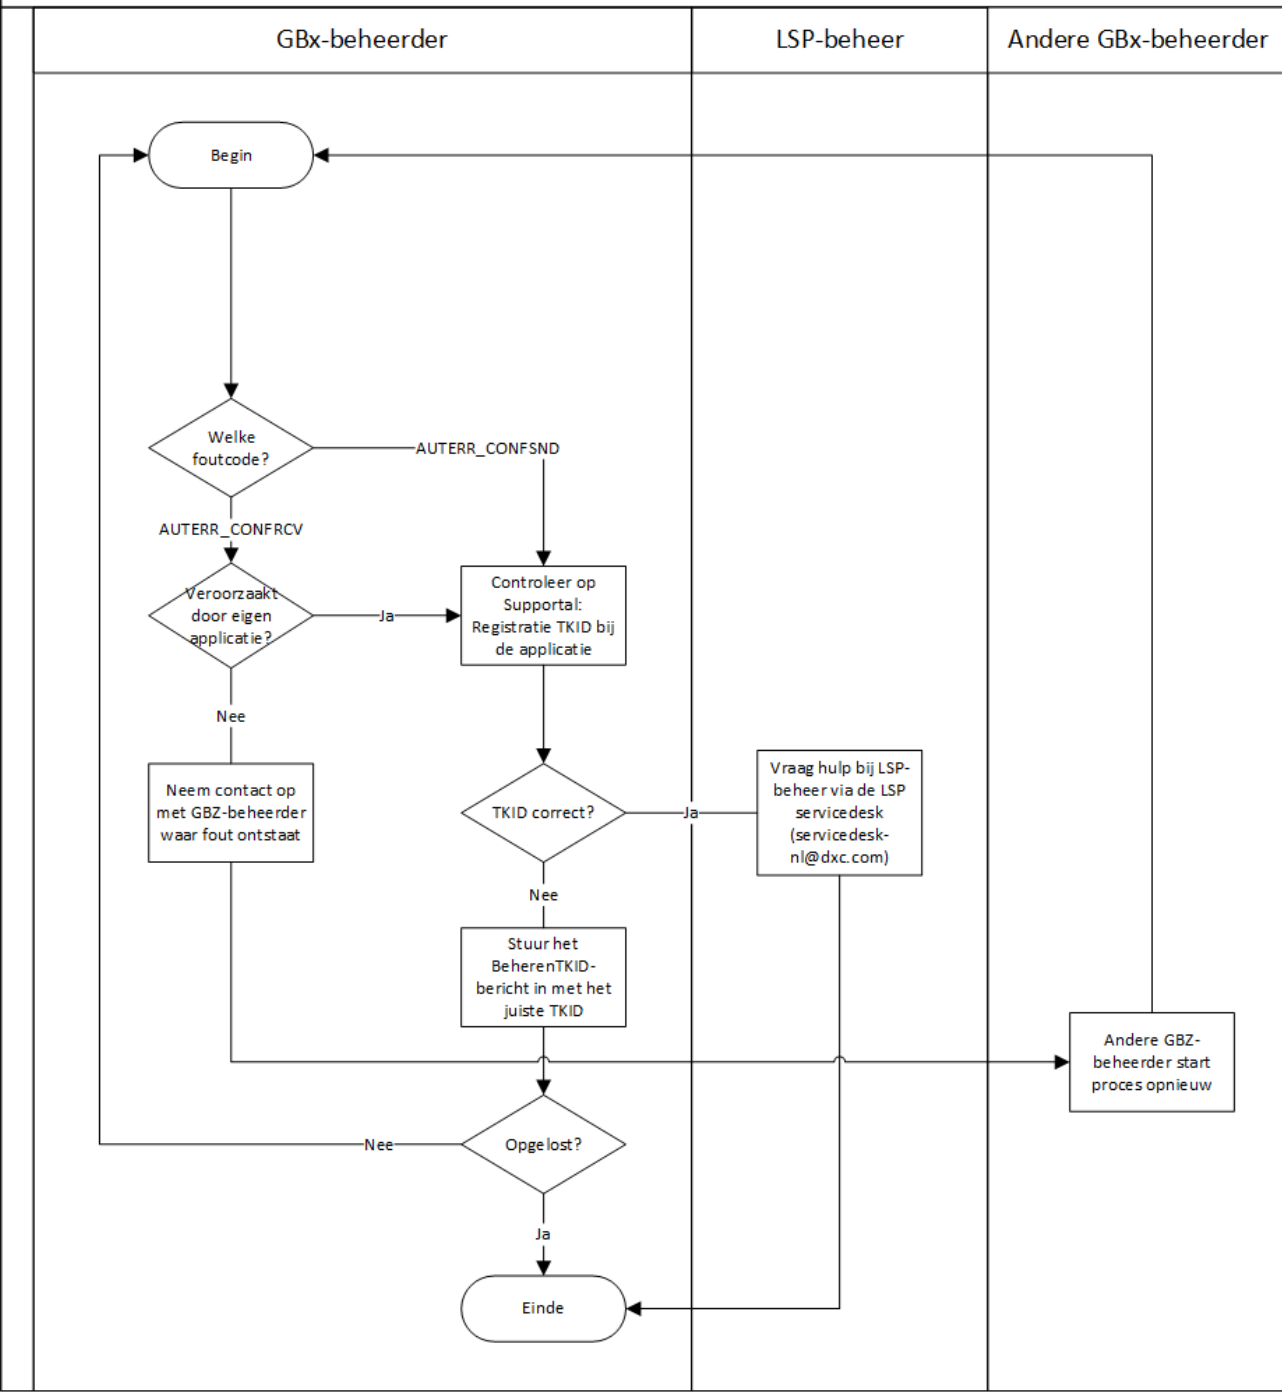 GBx-beheerder
LSP-beheer
Andere GBx-beheerder
Begin
Welke
foutcode?
AUTERR_CONFSND
AUTERR_CONFRCV
Veroorzaakt
door eigen
applicatie?
Ja
Controleer op
Supportal:
Registratie TKID bij
de applicatie
Nee
Neem contact op
met GBZ-beheerder
waar fout ontstaat
TKID correct?
Ja
Vraag hulp bij LSP-
beheer via de LSP
servicedesk
(servicedesk-
nl@dxc.com)
Nee
Stuur het
BeherenTKID-
bericht in met het
juiste TKID
Andere GBZ-
beheerder start
proces opnieuw
Opgelost?
Nee
Ja
Einde